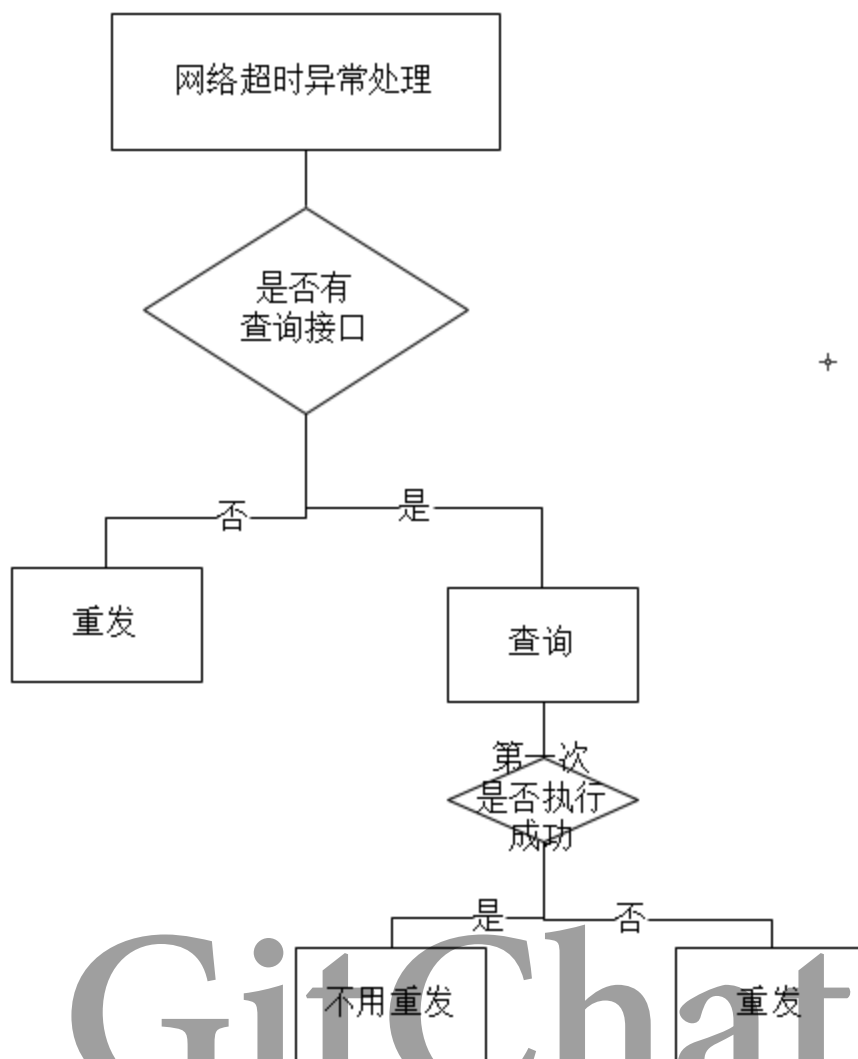 网络超时异常处理
是否有
查询接口
否
是
重发
查询
第一次
是否执行
成功
是
否
不用重发
重发
GitChat